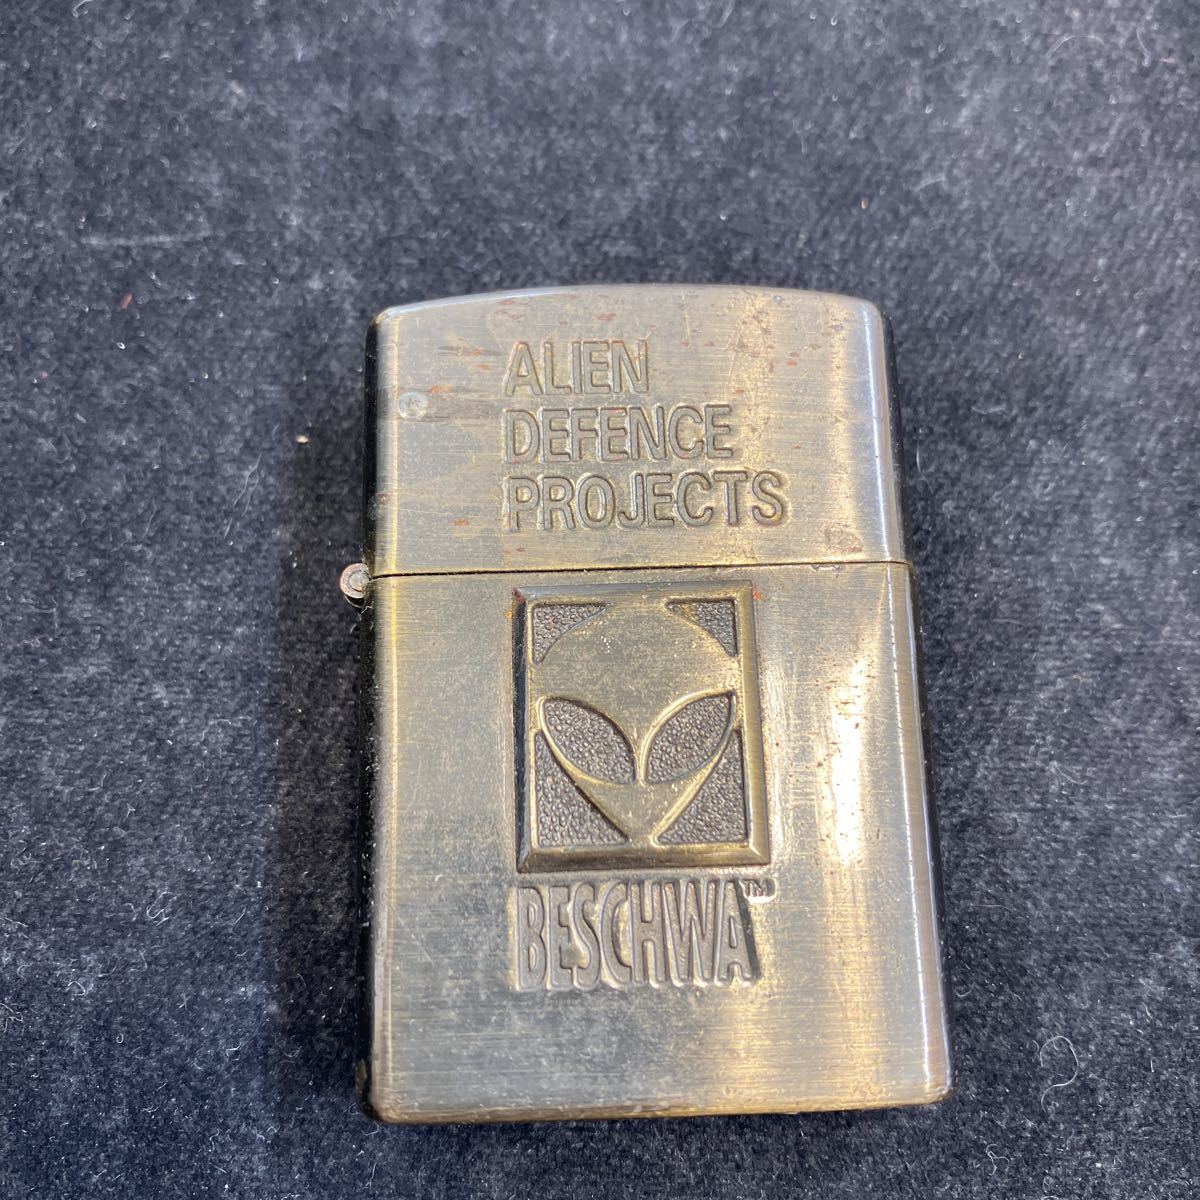 ALIEN
DEFENCE
PROJECTS
BESCHWA™